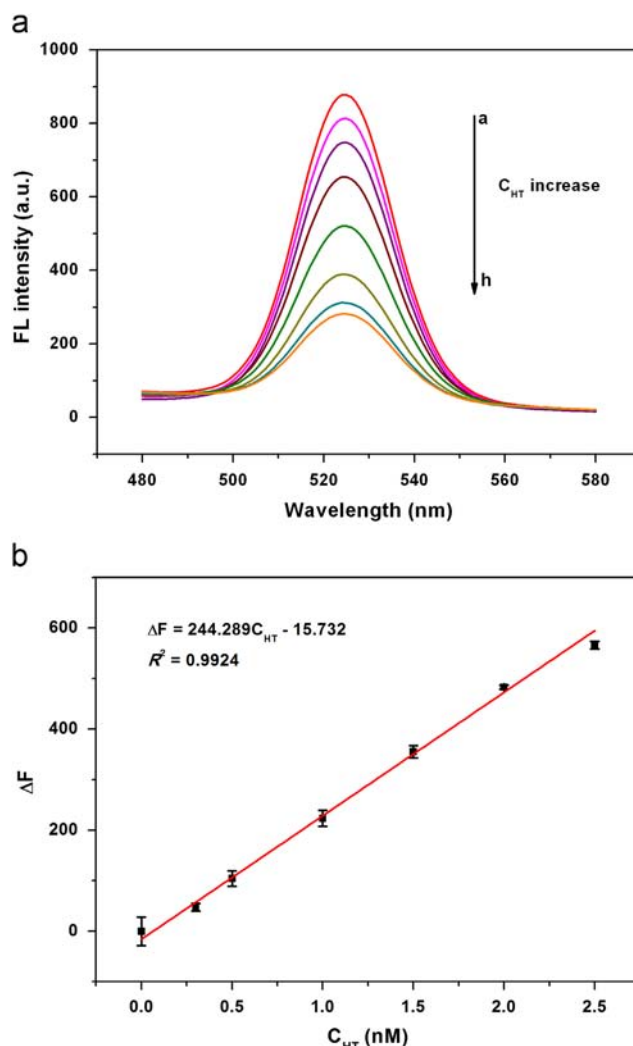 a
1000
800
600
400
200
0
FL intensity (a.u.)
a
C_HT increase
h
480 500 520 540 560 580
Wavelength (nm)
b
600
400
200
0
ΔF
ΔF = 244.289C_HT - 15.732
R² = 0.9924
0.0 0.5 1.0 1.5 2.0 2.5
C_HT (nM)